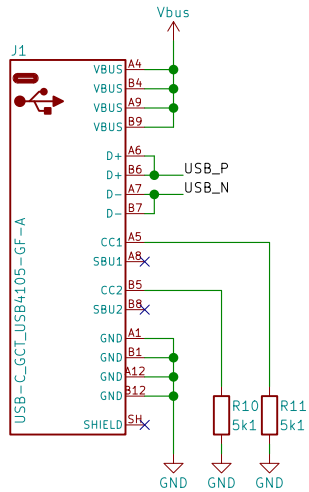 Vbus
J1
VBUS A4
VBUS B4
VBUS A9
VBUS B9
D+ A6
D+ B6 USB_P
D- A7 USB_N
D- B7
CC1 A5
SBU1 A8
CC2 B5
SBU2 B8
GND A1
GND B1
GND A12
GND B12
SHIELD SH
USB-C_GCT_USB4105-GF-A
R10 R11
5k1 5k1
GND GND GND